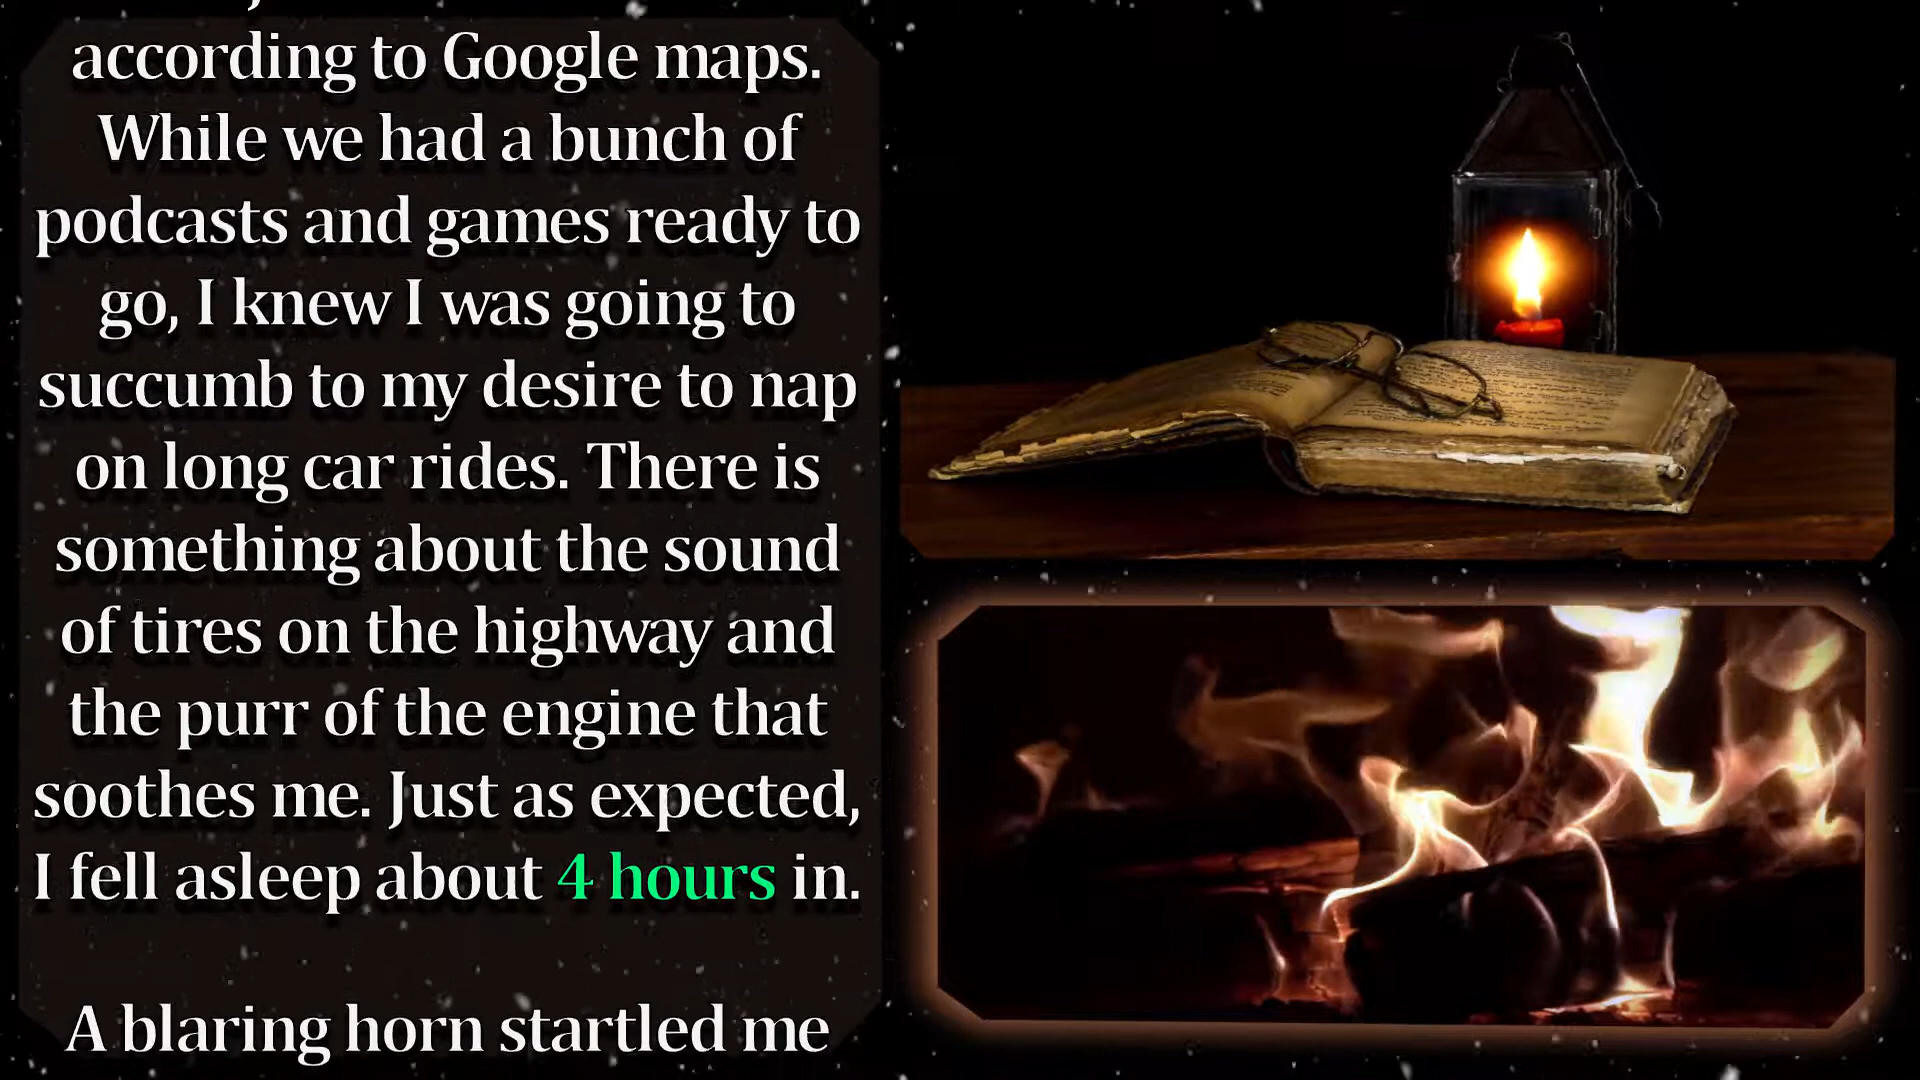 according to Google maps.
While we had a bunch of
podcasts and games ready to
go, I knew I was going to
succumb to my desire to nap
on long car rides. There is
something about the sound
of tires on the highway and
the purr of the engine that
soothes me. Just as expected,
I fell asleep about 4 hours in.
A blaring horn startled me